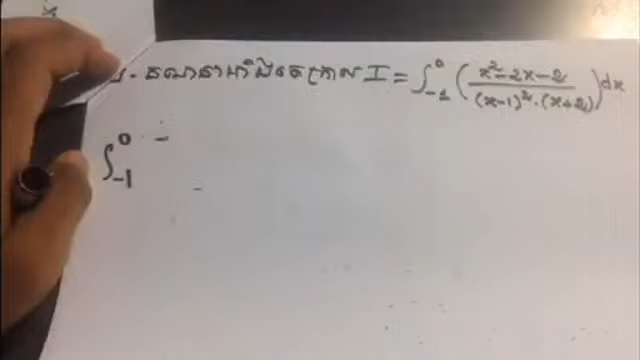 គណនាអាំងតេក្រាល I = ∫₋₁⁰ (x² - 2x - 2 / (x-1)² · (x+2)) dx
∫₋₁⁰